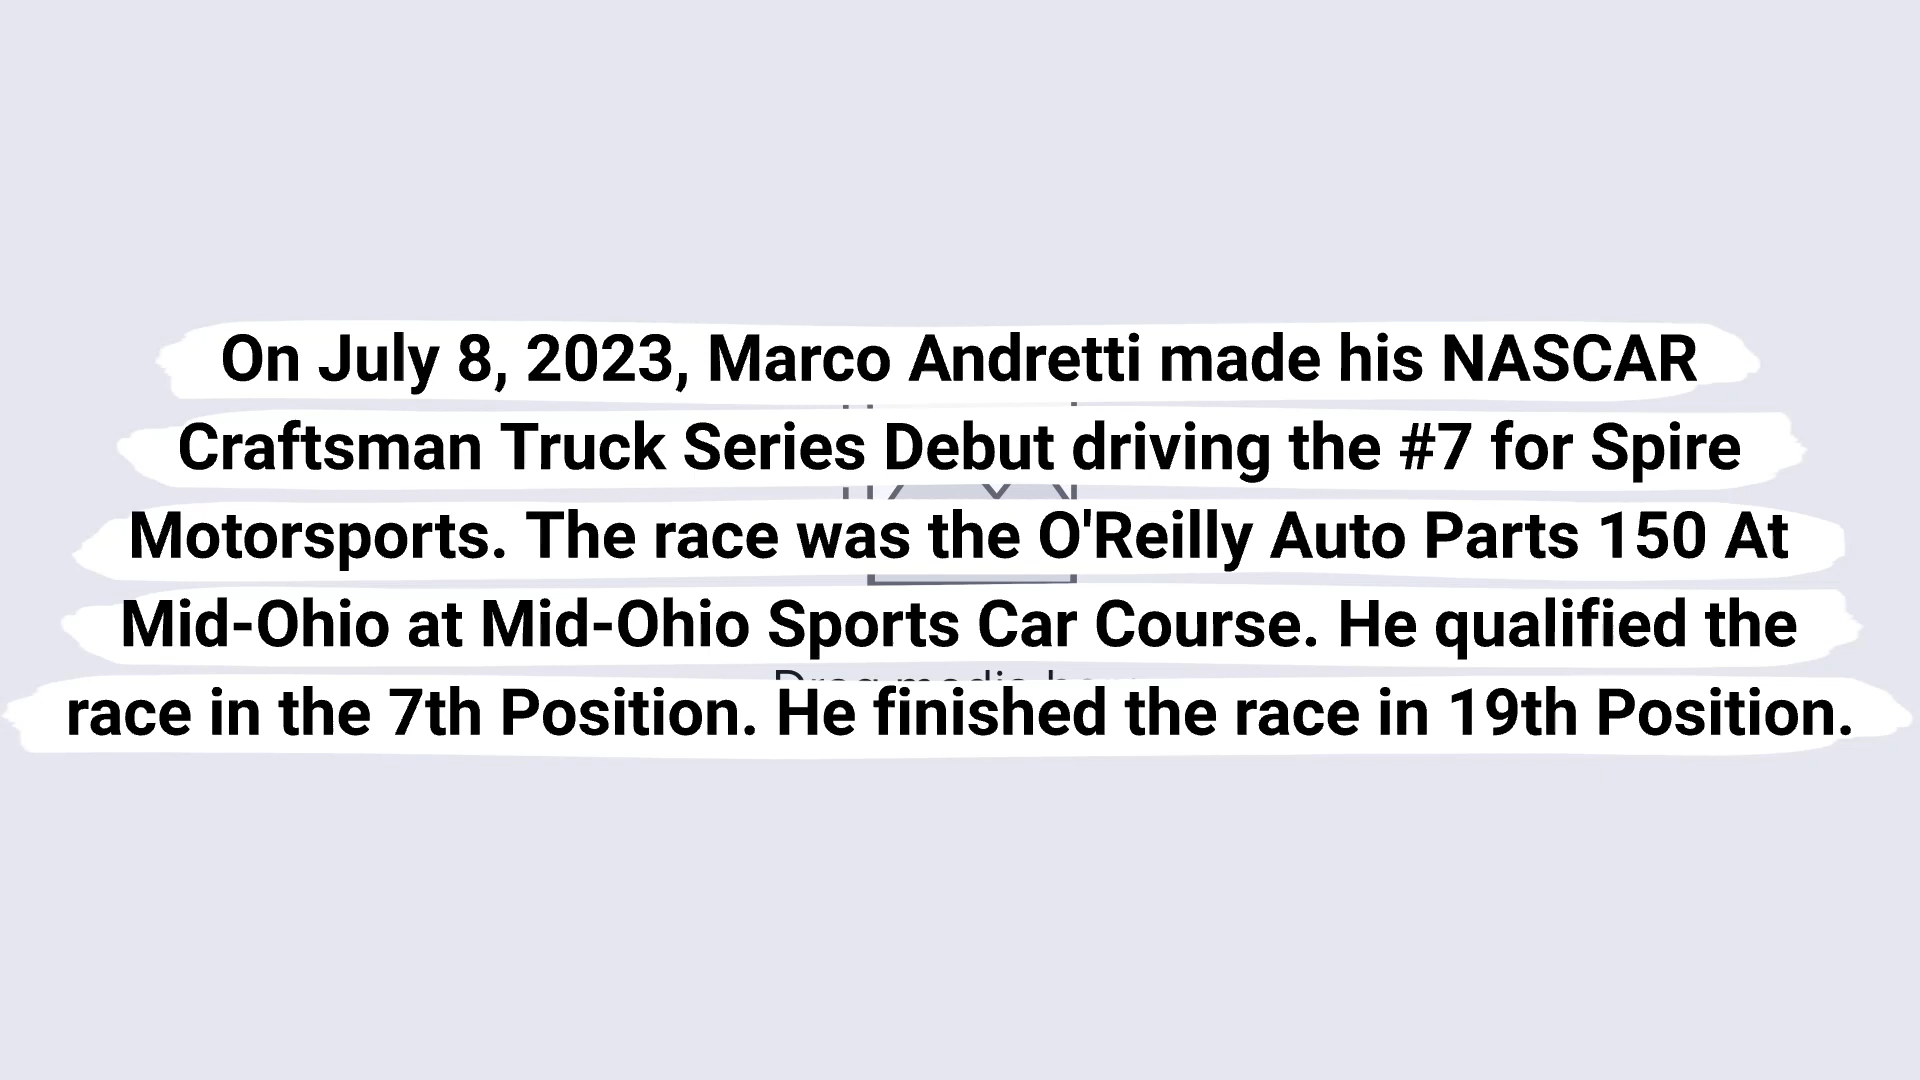 On July 8, 2023, Marco Andretti made his NASCAR
Craftsman Truck Series Debut driving the #7 for Spire
Motorsports. The race was the O'Reilly Auto Parts 150 At
Mid-Ohio at Mid-Ohio Sports Car Course. He qualified the
race in the 7th Position. He finished the race in 19th Position.